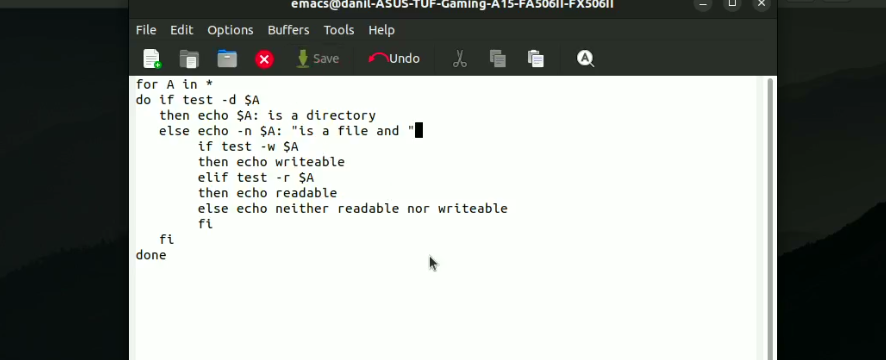 emacs@danil-ASUS-TUF-Gaming-A15-FA506II-FX506II
File Edit Options Buffers Tools Help
Save Undo
for A in *
do if test -d $A
then echo $A: is a directory
else echo -n $A: "is a file and "
if test -w $A
then echo writeable
elif test -r $A
then echo readable
else echo neither readable nor writeable
fi
fi
done